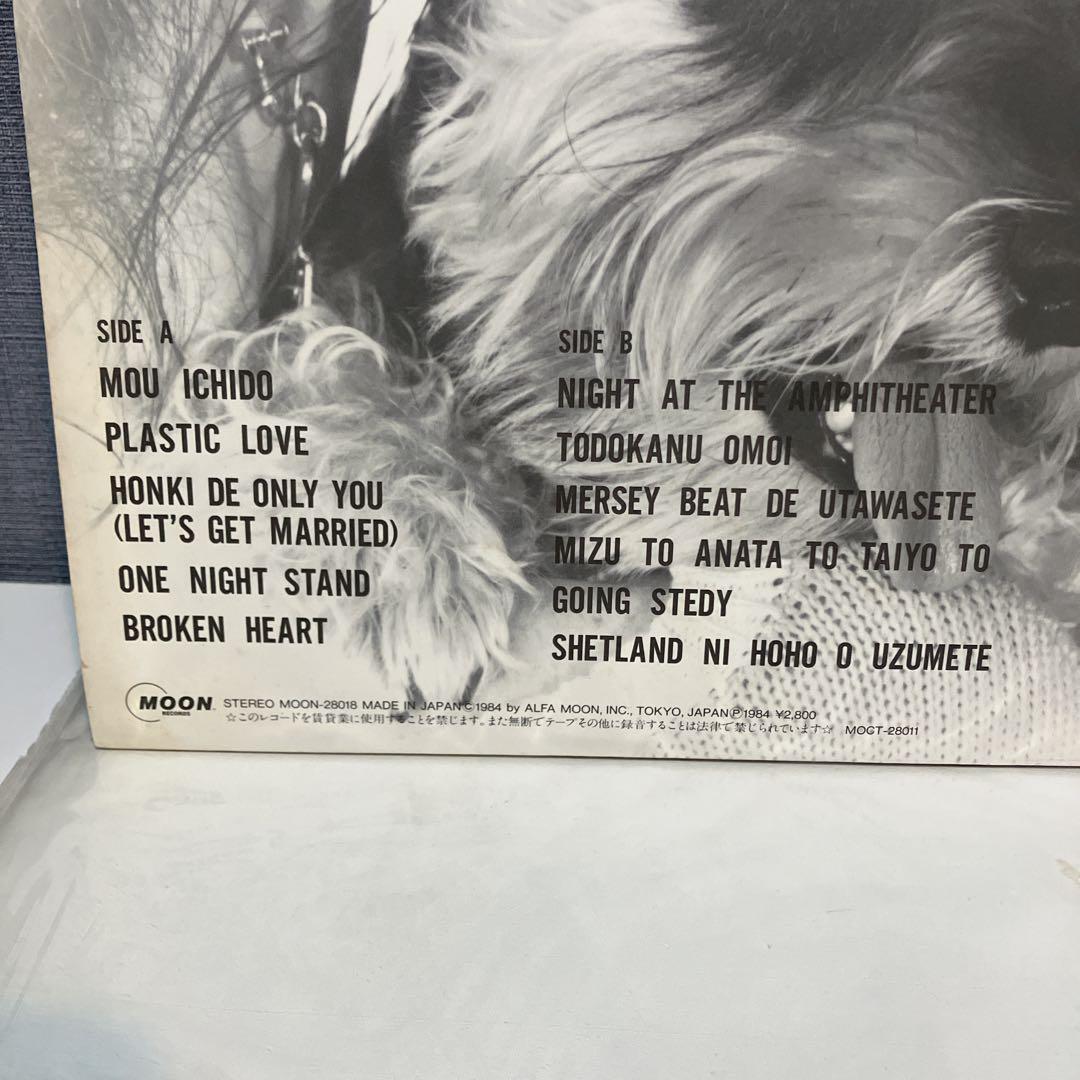 SIDE A
MOU ICHIDO
PLASTIC LOVE
HONKI DE ONLY YOU
(LET'S GET MARRIED)
ONE NIGHT STAND
BROKEN HEART
SIDE B
NIGHT AT THE AMPHITHEATER
TODOKANU OMOI
MERSEY BEAT DE UTAWASETE
MIZU TO ANATA TO TAIYO TO
GOING STEDY
SHETLAND NI HOHO O UZUMETE
MOON
RECORDS
STEREO MOON-28018 MADE IN JAPAN Ⓒ1984 by ALFA MOON, INC., TOKYO, JAPAN Ⓟ1984 ¥2,800
☆このレコードを賃貸業に使用することを禁じます。また無断でテープその他に録音することは法律で禁じられています☆ MOCT-28011